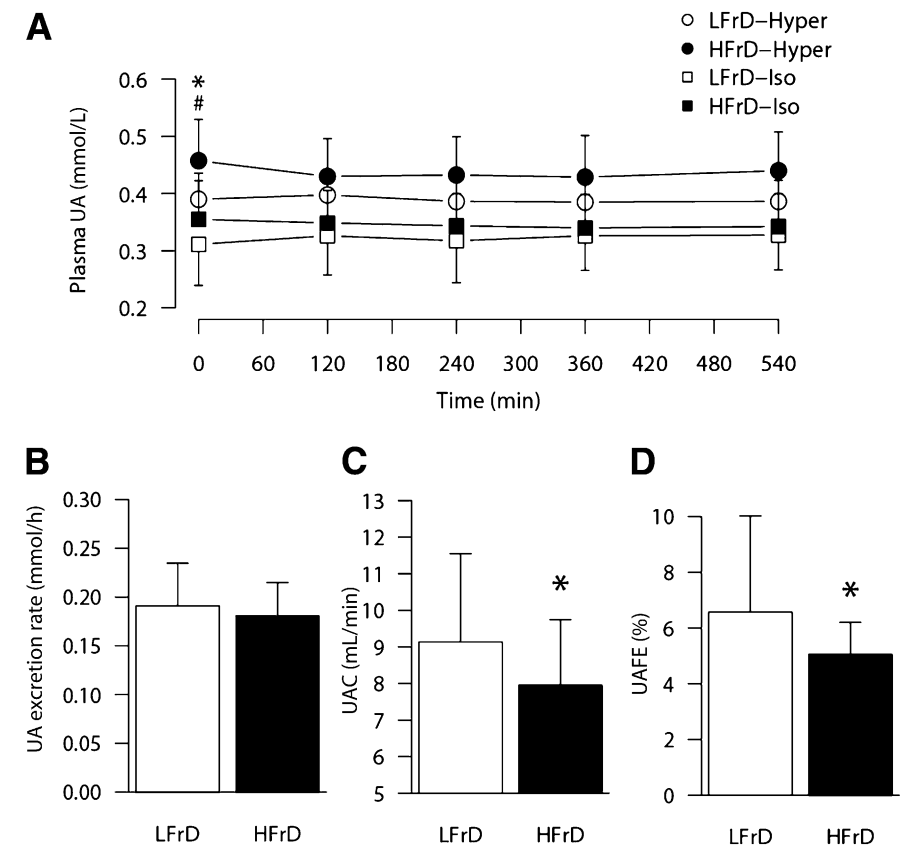 A
LFrD–Hyper
HFrD–Hyper
LFrD–Iso
HFrD–Iso
Plasma UA (mmol/L)
0.6
0.5
0.4
0.3
0.2
*
#
0 60 120 180 240 300 360 420 480 540
Time (min)
B
UA excretion rate (mmol/h)
0.30
0.25
0.20
0.15
0.10
0.05
0.00
LFrD HFrD
C
UAC (mL/min)
13
12
11
10
9
8
7
6
5
*
LFrD HFrD
D
UAFE (%)
10
8
6
4
2
0
*
LFrD HFrD